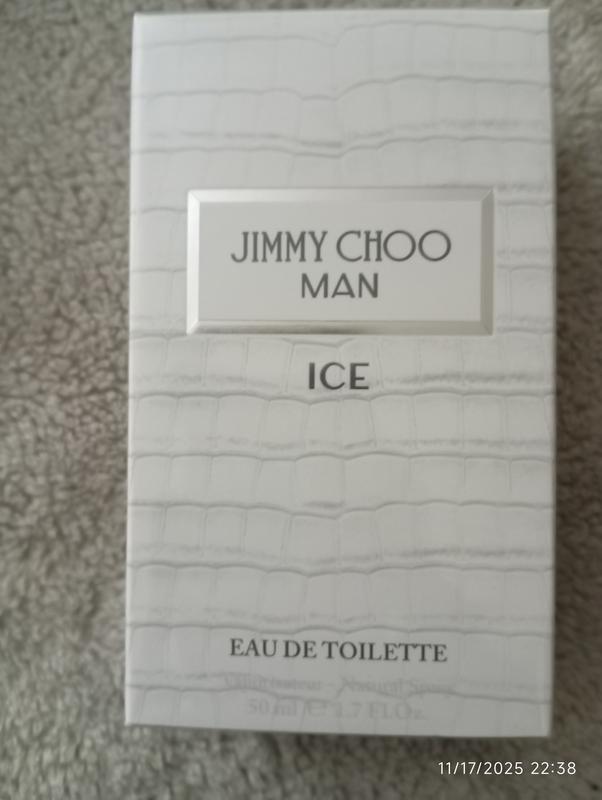 JIMMY CHOO
MAN
ICE
EAU DE TOILETTE
Vaporisateur - Natural Spray
50 ml ℮ 1.7 FL.Oz.
11/17/2025 22:38